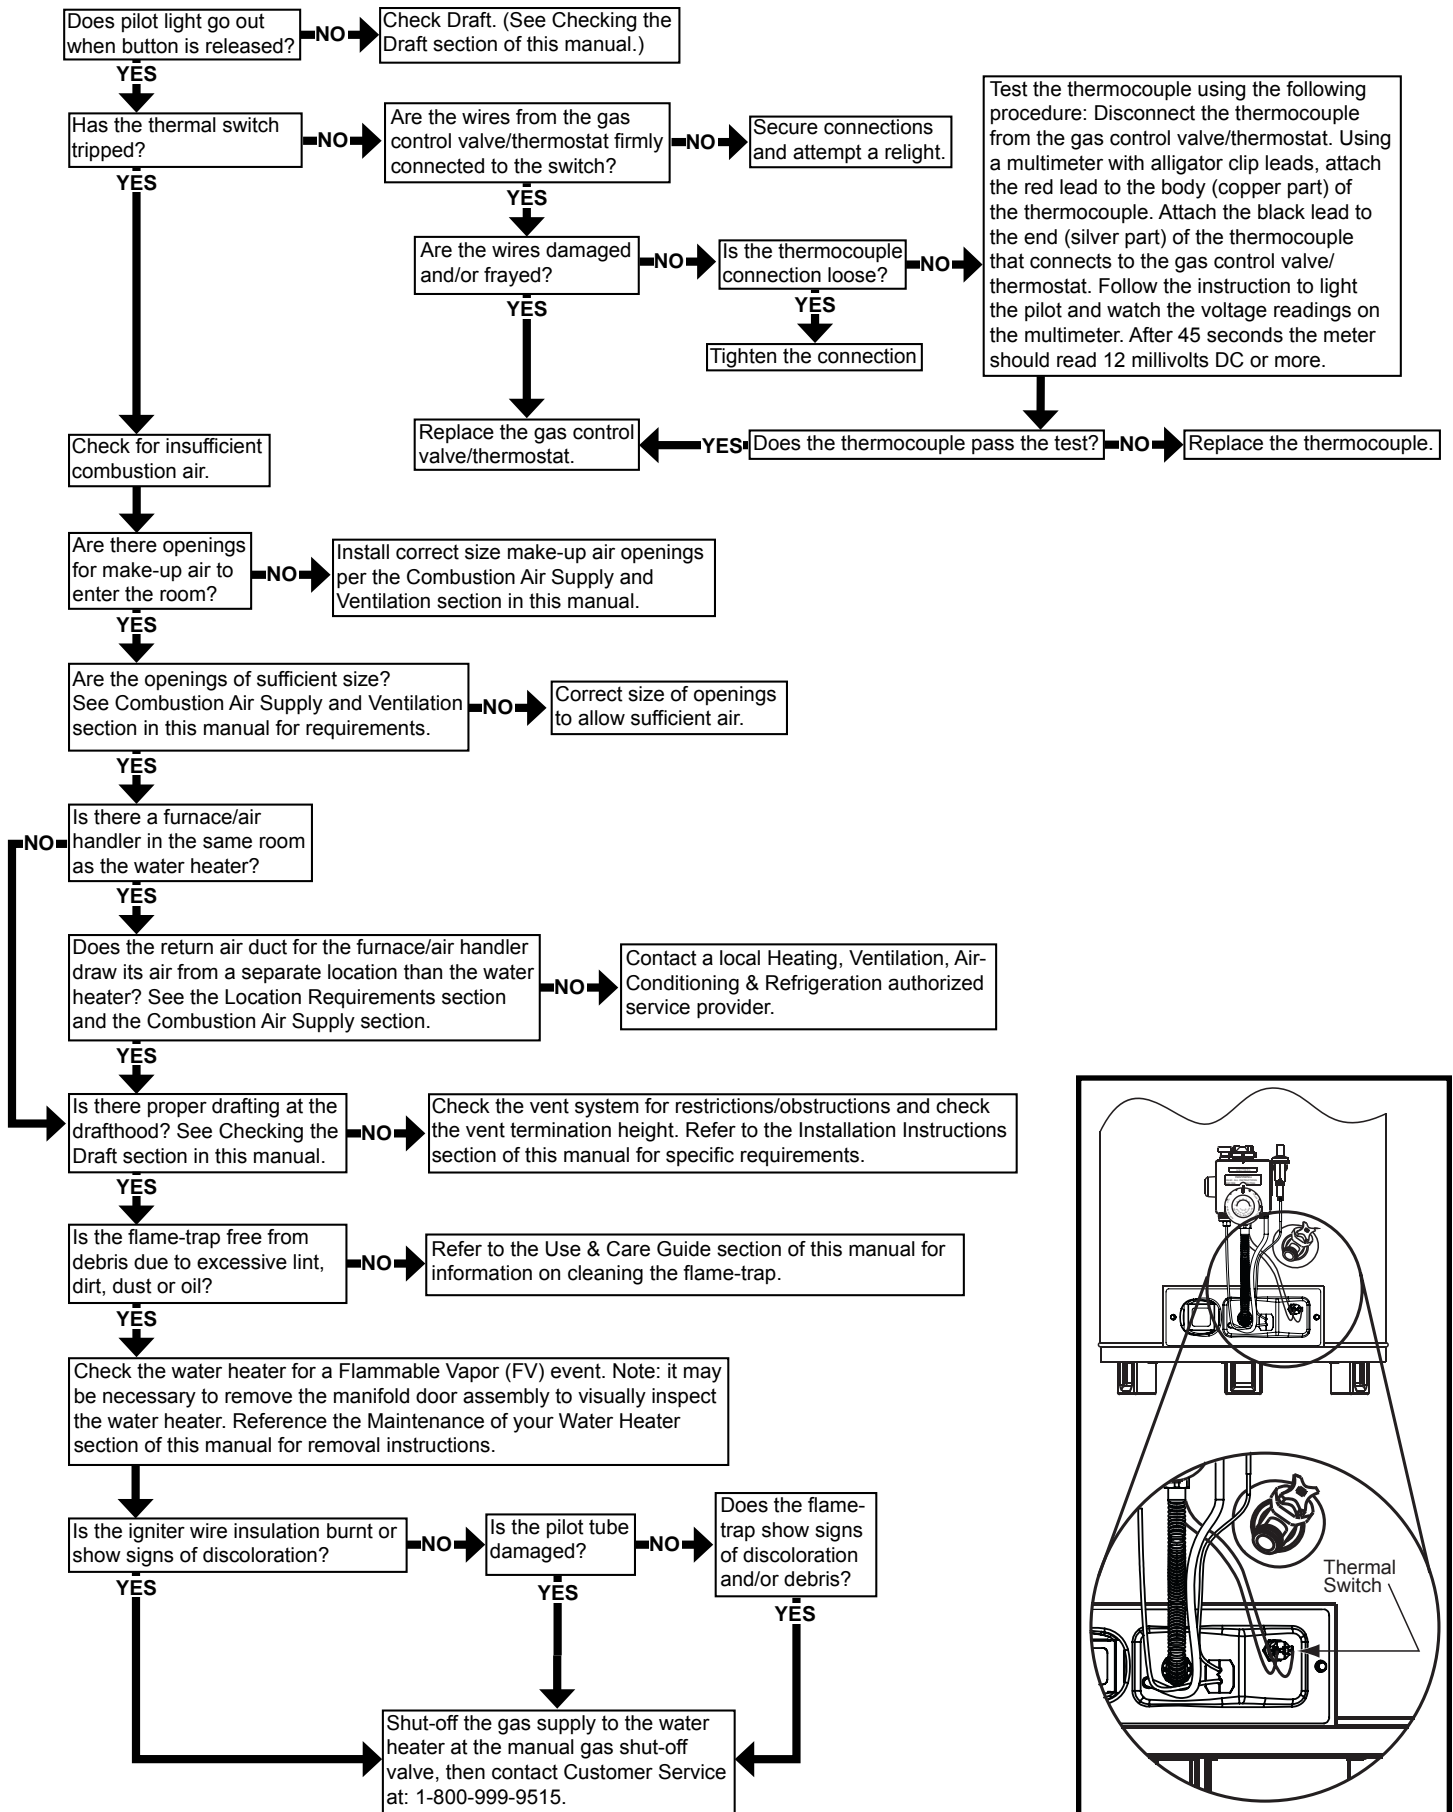 Does pilot light go out
when button is released?
NO
Check Draft. (See Checking the
Draft section of this manual.)
YES
Has the thermal switch
tripped?
NO
Are the wires from the gas
control valve/thermostat firmly
connected to the switch?
NO
Secure connections
and attempt a relight.
YES
Are the wires damaged
and/or frayed?
NO
Is the thermocouple
connection loose?
NO
Test the thermocouple using the following
procedure: Disconnect the thermocouple
from the gas control valve/thermostat. Using
a multimeter with alligator clip leads, attach
the red lead to the body (copper part) of
the thermocouple. Attach the black lead to
the end (silver part) of the thermocouple
that connects to the gas control valve/
thermostat. Follow the instruction to light
the pilot and watch the voltage readings on
the multimeter. After 45 seconds the meter
should read 12 millivolts DC or more.
YES
Tighten the connection
YES
Replace the gas control
valve/thermostat.
YES
Does the thermocouple pass the test?
NO
Replace the thermocouple.
YES
Check for insufficient
combustion air.
Are there openings
for make-up air to
enter the room?
NO
Install correct size make-up air openings
per the Combustion Air Supply and
Ventilation section in this manual.
YES
Are the openings of sufficient size?
See Combustion Air Supply and Ventilation
section in this manual for requirements.
NO
Correct size of openings
to allow sufficient air.
YES
Is there a furnace/air
handler in the same room
as the water heater?
NO
YES
Does the return air duct for the furnace/air handler
draw its air from a separate location than the water
heater? See the Location Requirements section
and the Combustion Air Supply section.
NO
Contact a local Heating, Ventilation, Air-
Conditioning & Refrigeration authorized
service provider.
YES
Is there proper drafting at the
drafthood? See Checking the
Draft section in this manual.
NO
Check the vent system for restrictions/obstructions and check
the vent termination height. Refer to the Installation Instructions
section of this manual for specific requirements.
YES
Is the flame-trap free from
debris due to excessive lint,
dirt, dust or oil?
NO
Refer to the Use & Care Guide section of this manual for
information on cleaning the flame-trap.
YES
Check the water heater for a Flammable Vapor (FV) event. Note: it may
be necessary to remove the manifold door assembly to visually inspect
the water heater. Reference the Maintenance of your Water Heater
section of this manual for removal instructions.
Is the igniter wire insulation burnt or
show signs of discoloration?
NO
Is the pilot tube
damaged?
NO
Does the flame-
trap show signs
of discoloration
and/or debris?
YES
YES
YES
Shut-off the gas supply to the water
heater at the manual gas shut-off
valve, then contact Customer Service
at: 1-800-999-9515.
Thermal
Switch